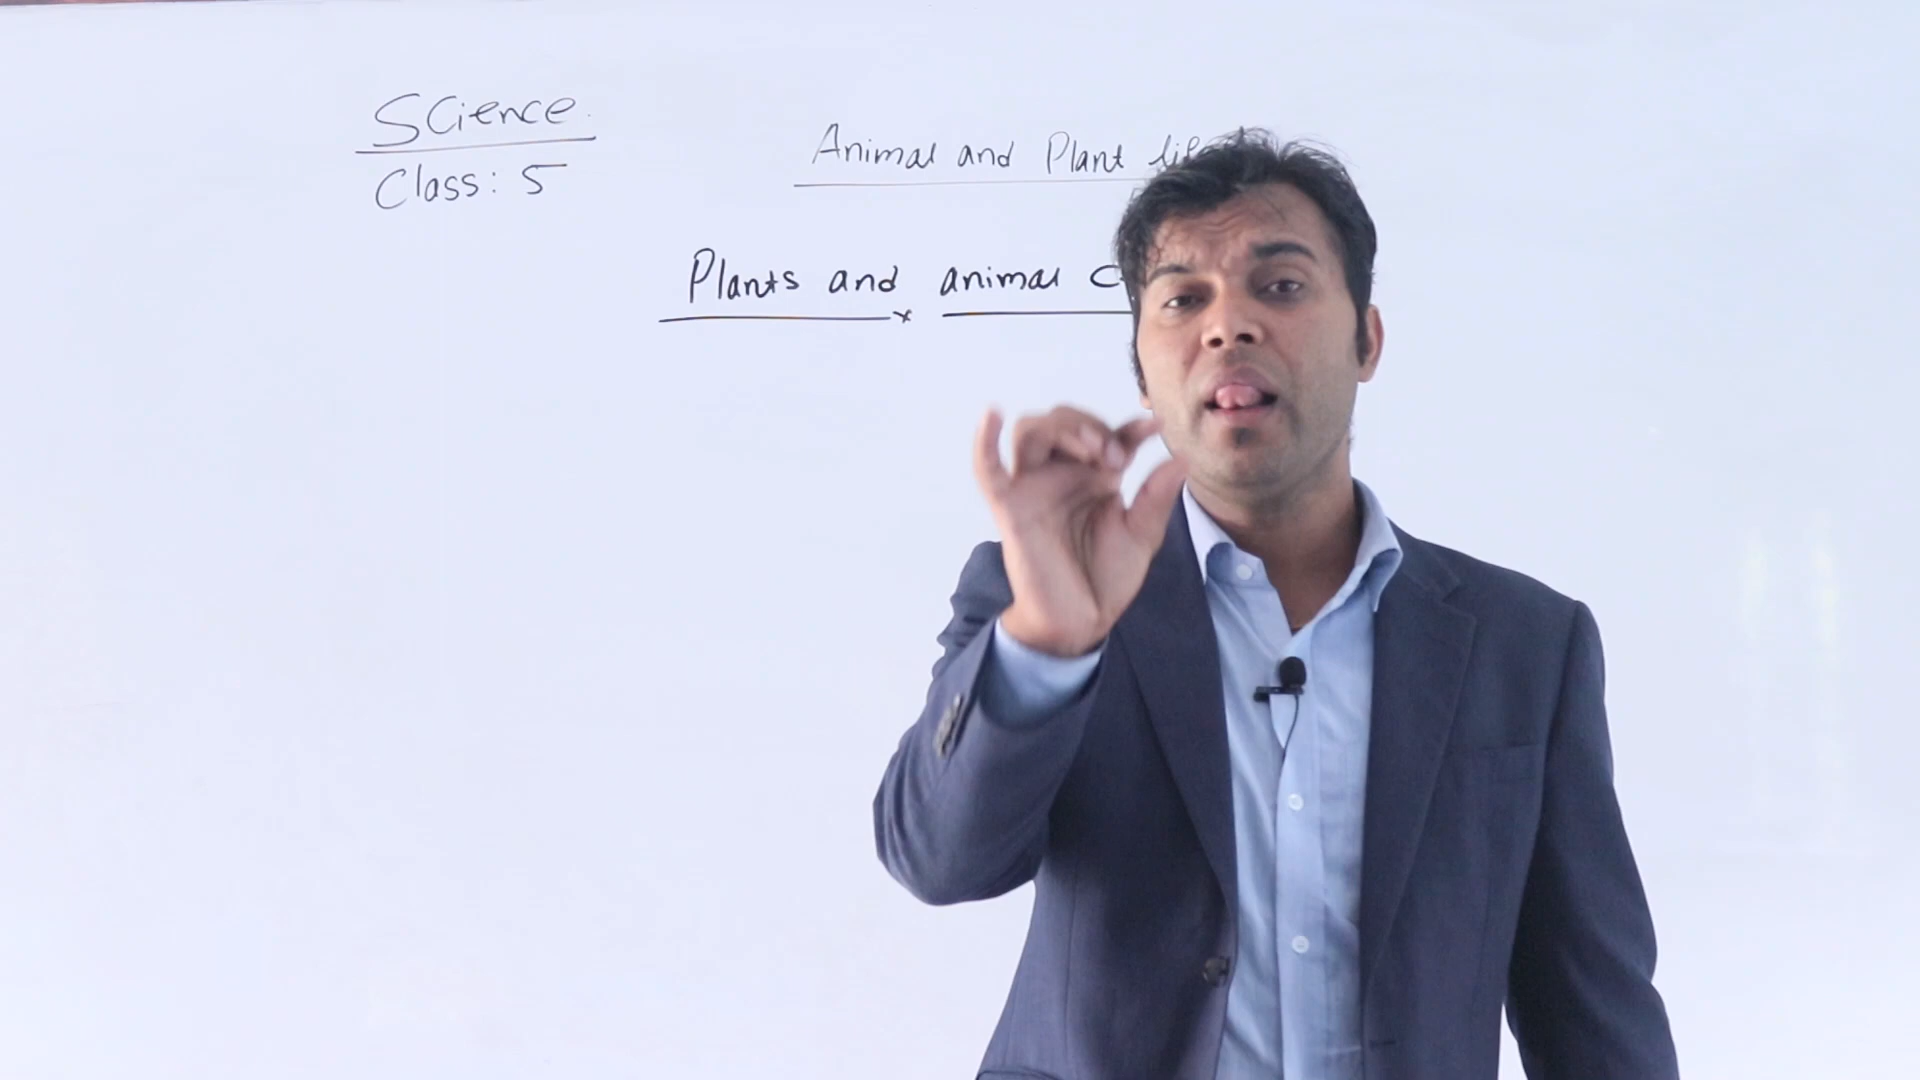 Science.
Class: 5
Animal and Plant
Plants and animal